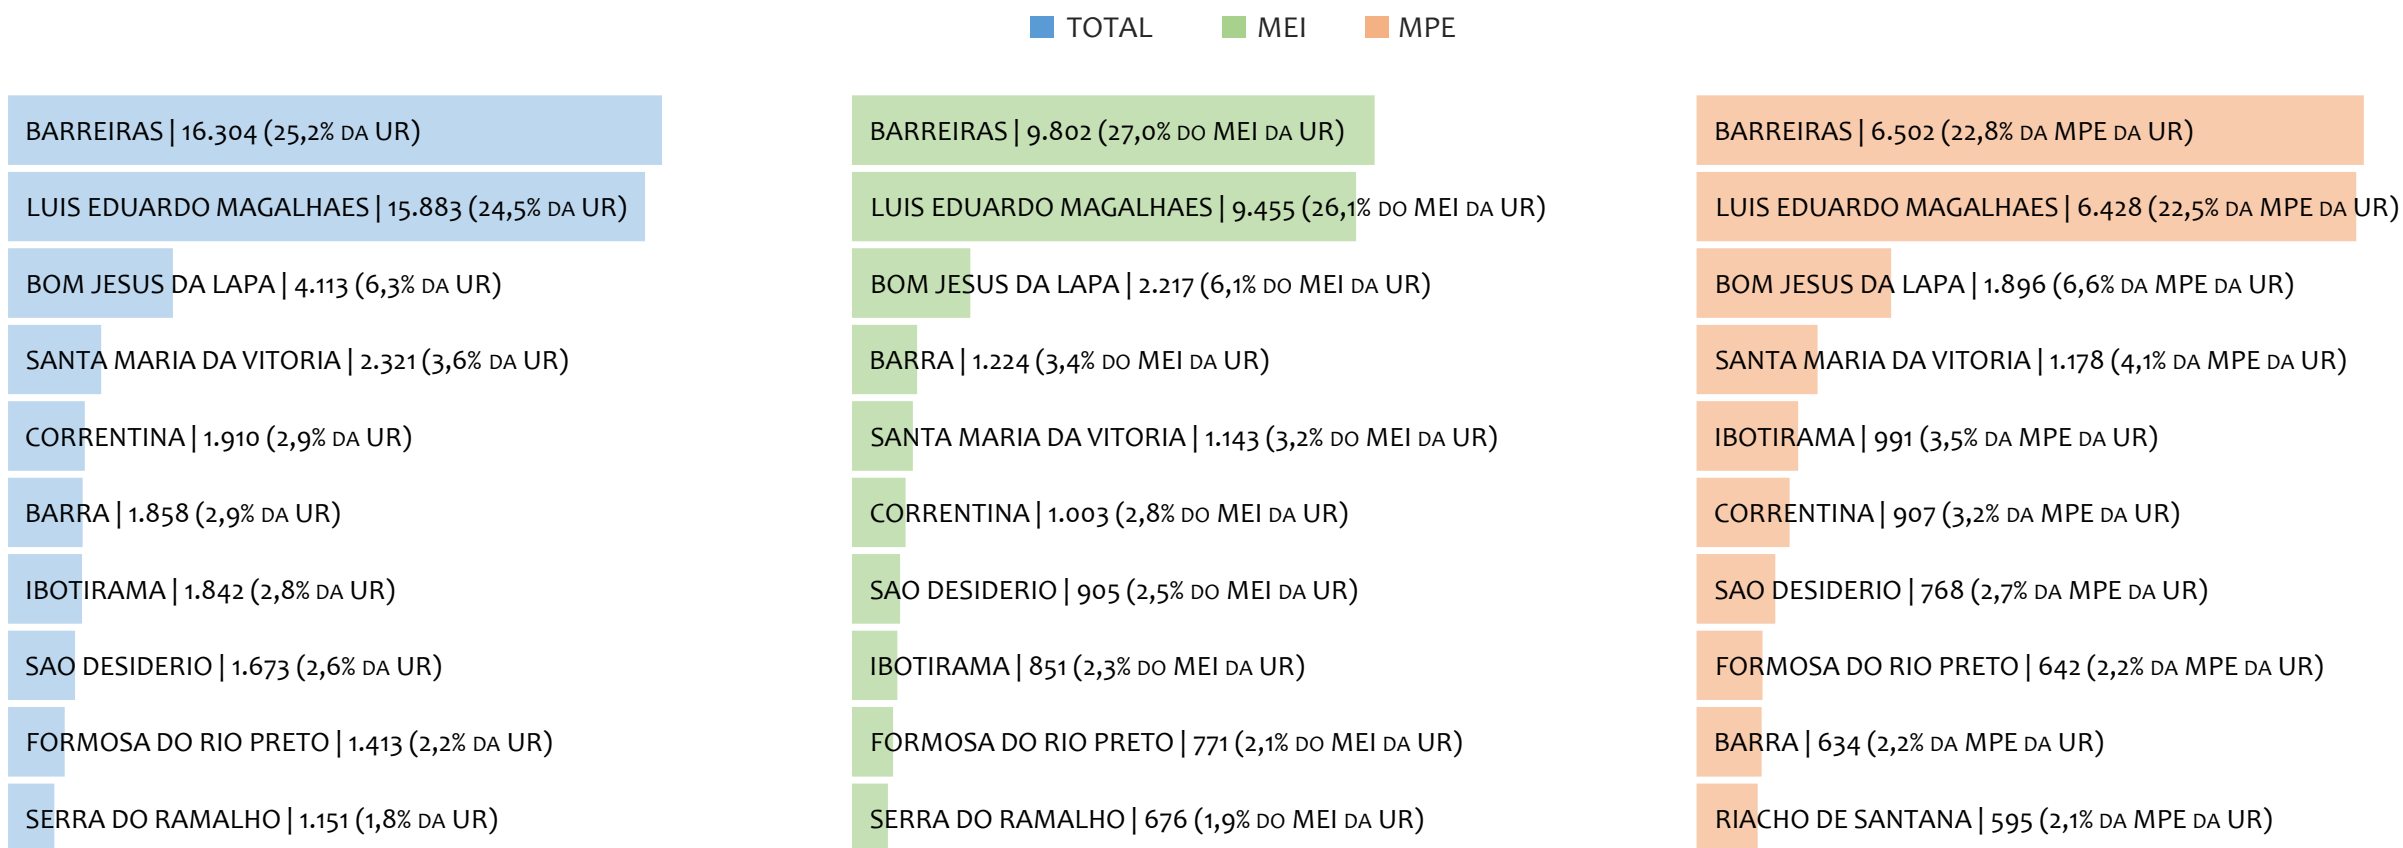 TOTAL MEI MPE
BARREIRAS | 16.304 (25,2% DA UR)
LUIS EDUARDO MAGALHAES | 15.883 (24,5% DA UR)
BOM JESUS DA LAPA | 4.113 (6,3% DA UR)
SANTA MARIA DA VITORIA | 2.321 (3,6% DA UR)
CORRENTINA | 1.910 (2,9% DA UR)
BARRA | 1.858 (2,9% DA UR)
IBOTIRAMA | 1.842 (2,8% DA UR)
SAO DESIDERIO | 1.673 (2,6% DA UR)
FORMOSA DO RIO PRETO | 1.413 (2,2% DA UR)
SERRA DO RAMALHO | 1.151 (1,8% DA UR)
BARREIRAS | 9.802 (27,0% DO MEI DA UR)
LUIS EDUARDO MAGALHAES | 9.455 (26,1% DO MEI DA UR)
BOM JESUS DA LAPA | 2.217 (6,1% DO MEI DA UR)
BARRA | 1.224 (3,4% DO MEI DA UR)
SANTA MARIA DA VITORIA | 1.143 (3,2% DO MEI DA UR)
CORRENTINA | 1.003 (2,8% DO MEI DA UR)
SAO DESIDERIO | 905 (2,5% DO MEI DA UR)
IBOTIRAMA | 851 (2,3% DO MEI DA UR)
FORMOSA DO RIO PRETO | 771 (2,1% DO MEI DA UR)
SERRA DO RAMALHO | 676 (1,9% DO MEI DA UR)
BARREIRAS | 6.502 (22,8% DA MPE DA UR)
LUIS EDUARDO MAGALHAES | 6.428 (22,5% DA MPE DA UR)
BOM JESUS DA LAPA | 1.896 (6,6% DA MPE DA UR)
SANTA MARIA DA VITORIA | 1.178 (4,1% DA MPE DA UR)
IBOTIRAMA | 991 (3,5% DA MPE DA UR)
CORRENTINA | 907 (3,2% DA MPE DA UR)
SAO DESIDERIO | 768 (2,7% DA MPE DA UR)
FORMOSA DO RIO PRETO | 642 (2,2% DA MPE DA UR)
BARRA | 634 (2,2% DA MPE DA UR)
RIACHO DE SANTANA | 595 (2,1% DA MPE DA UR)